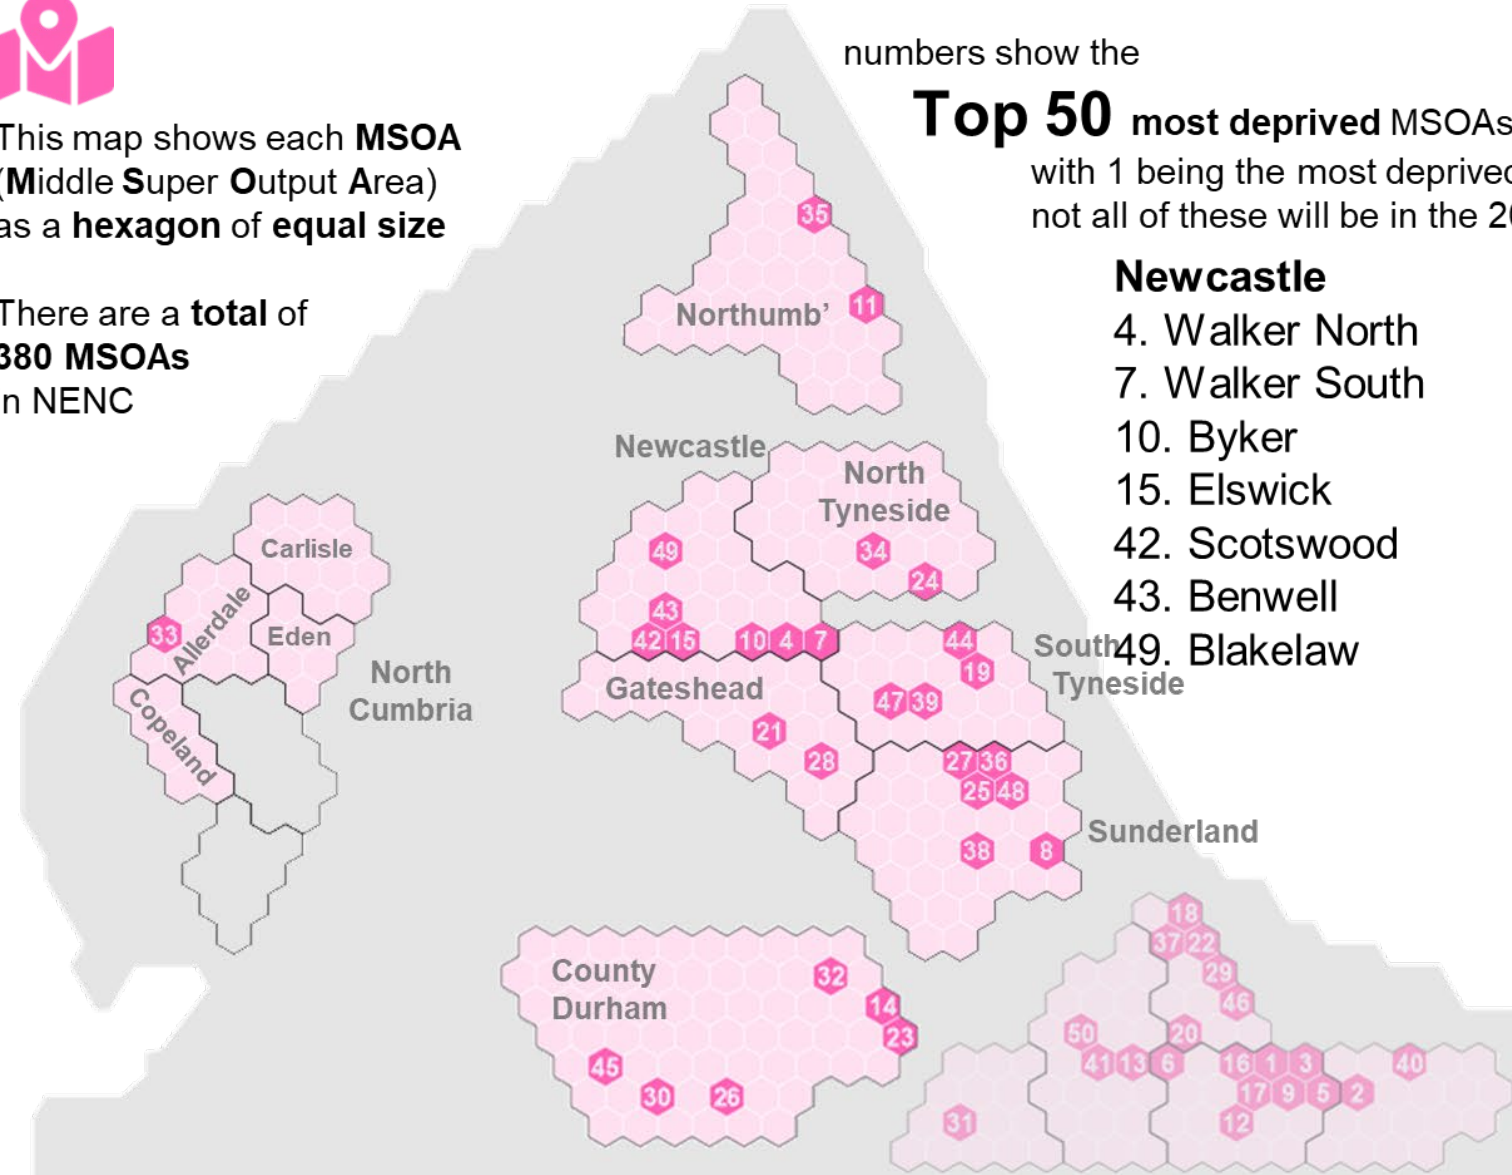 This map shows each MSOA
(Middle Super Output Area)
as a hexagon of equal size
There are a total of
380 MSOAs
in NENC
numbers show the
Top 50 most deprived MSOAs
with 1 being the most deprived
not all of these will be in the 20
Newcastle
4. Walker North
7. Walker South
10. Byker
15. Elswick
42. Scotswood
43. Benwell
49. Blakelaw
35
11
Northumb’
Newcastle
North
Tyneside
49
34
24
43
42 15 10 4 7
Carlisle
Allerdale
33
Eden
Copeland
North
Cumbria
Gateshead
21
28
South
Tyneside
44
19
47 39
27 36
25 48
38 8
Sunderland
County
Durham
32
14
23
45
30 26
18
37 22
29
46
50 20
41 13 6 16 1 3 40
17 9 5 2
31 12